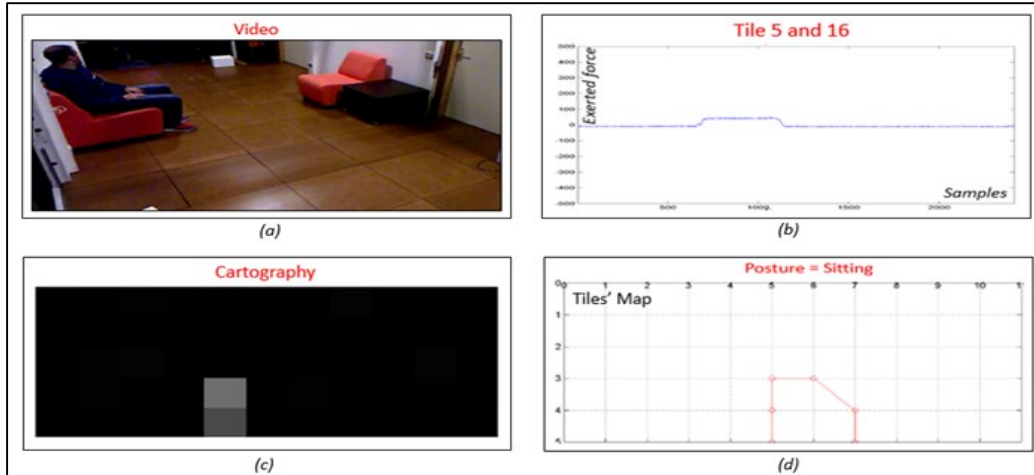 Video
(a)
Tile 5 and 16
Exerted force
500
400
300
200
100
0
-100
-200
-300
-400
-500
500
1000
1500
2000
Samples
(b)
Cartography
(c)
Posture = Sitting
0 1 2 3 4 5 6 7 8 9 10 1
Tiles' Map
0
1
2
3
4
5
(d)